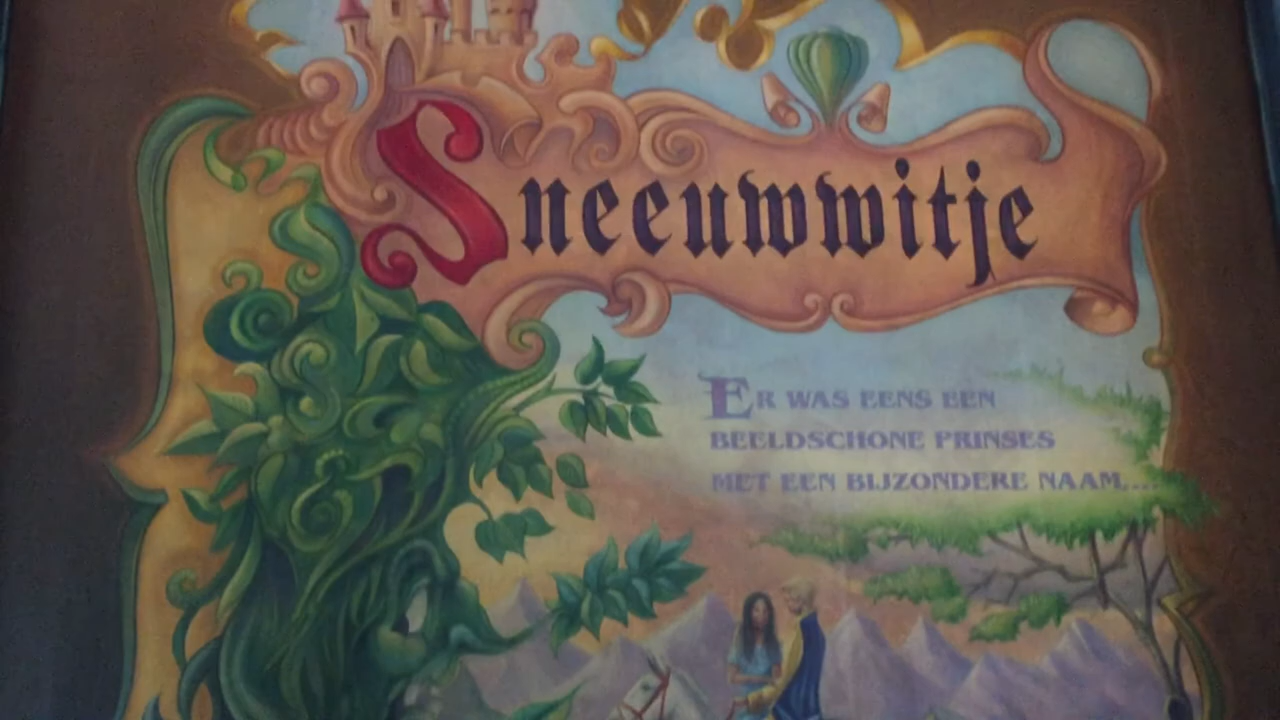 Sneeuwwitje
ER WAS EENS EEN
BEELDSCHONE PRINSES
MET EEN BIJZONDERE NAAM...